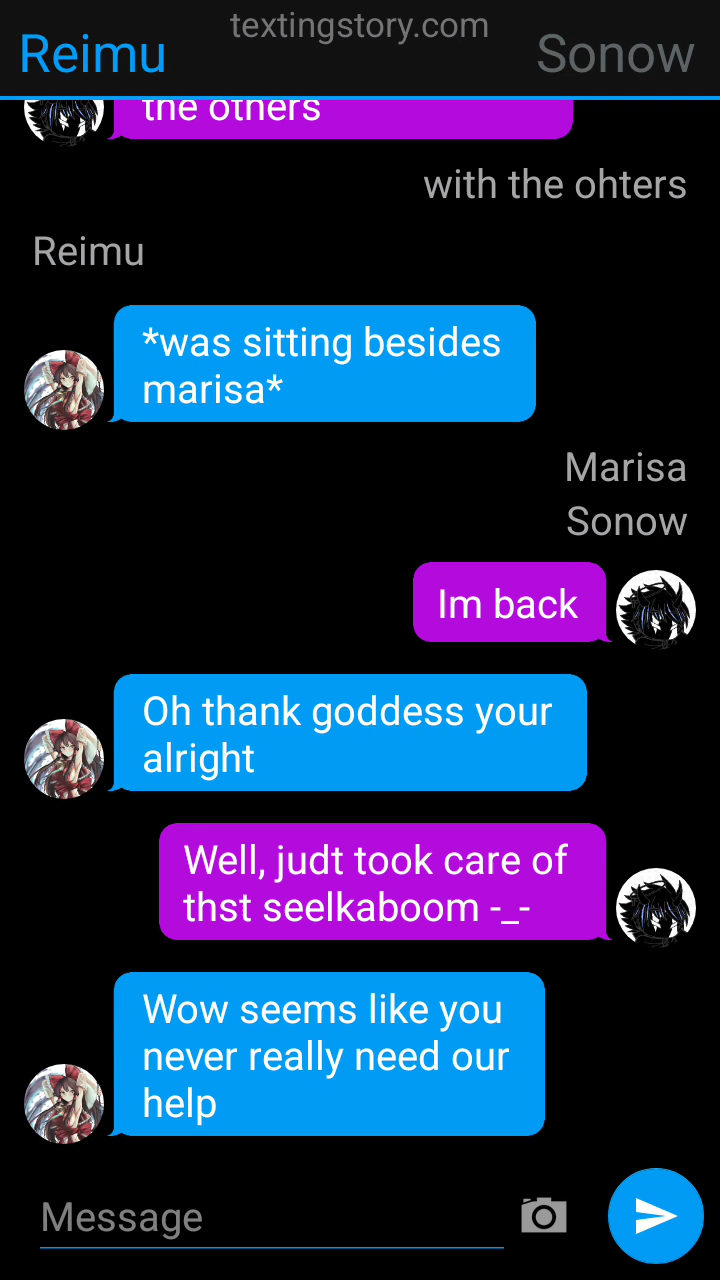 textingstory.com
Reimu
Sonow
the others
with the ohters
Reimu
*was sitting besides
marisa*
Marisa
Sonow
Im back
Oh thank goddess your
alright
Well, judt took care of
thst seelkaboom -_-
Wow seems like you
never really need our
help
Message